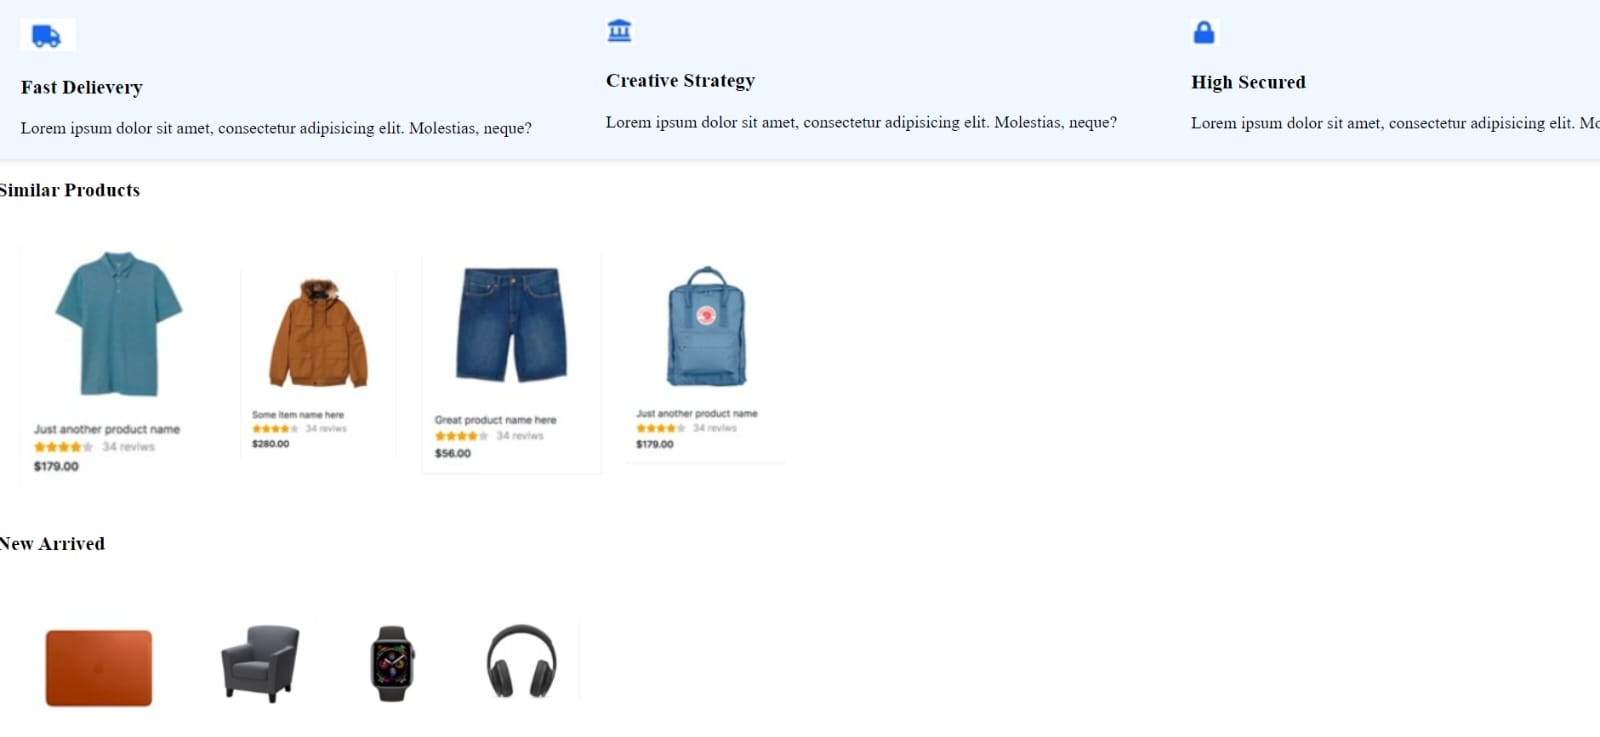 Fast Delievery
Lorem ipsum dolor sit amet, consectetur adipisicing elit. Molestias, neque?
Creative Strategy
Lorem ipsum dolor sit amet, consectetur adipisicing elit. Molestias, neque?
High Secured
Lorem ipsum dolor sit amet, consectetur adipisicing elit.
Similar Products
Just another product name
34 reviws
$179.00
Some item name here
34 reviws
$280.00
Great product name here
34 reviws
$56.00
Just another product name
34 reviws
$179.00
New Arrived